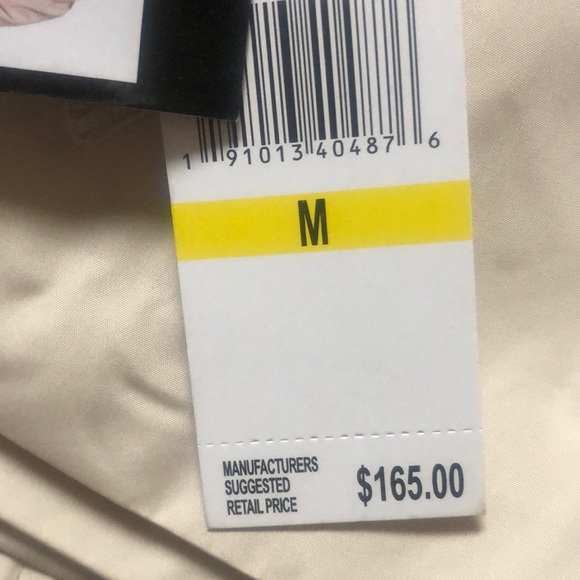 1 91013 40487 6
M
MANUFACTURERS
SUGGESTED
RETAIL PRICE
$165.00